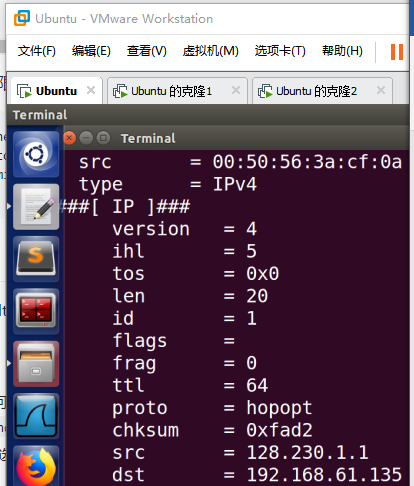 Ubuntu - VMware Workstation
文件(F) 编辑(E) 查看(V) 虚拟机(M) 选项卡(T) 帮助(H)
Ubuntu × Ubuntu 的克隆1 × Ubuntu 的克隆2 ×
Terminal
Terminal
src = 00:50:56:3a:cf:0a
type = IPv4
###[ IP ]###
version = 4
ihl = 5
tos = 0x0
len = 20
id = 1
flags =
frag = 0
ttl = 64
proto = hopopt
chksum = 0xfad2
src = 128.230.1.1
dst = 192.168.61.135